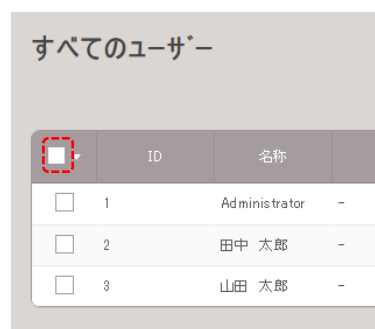 すべてのユーザー
ID 名称
1 Administrator -
2 田中 太郎 -
3 山田 太郎 -